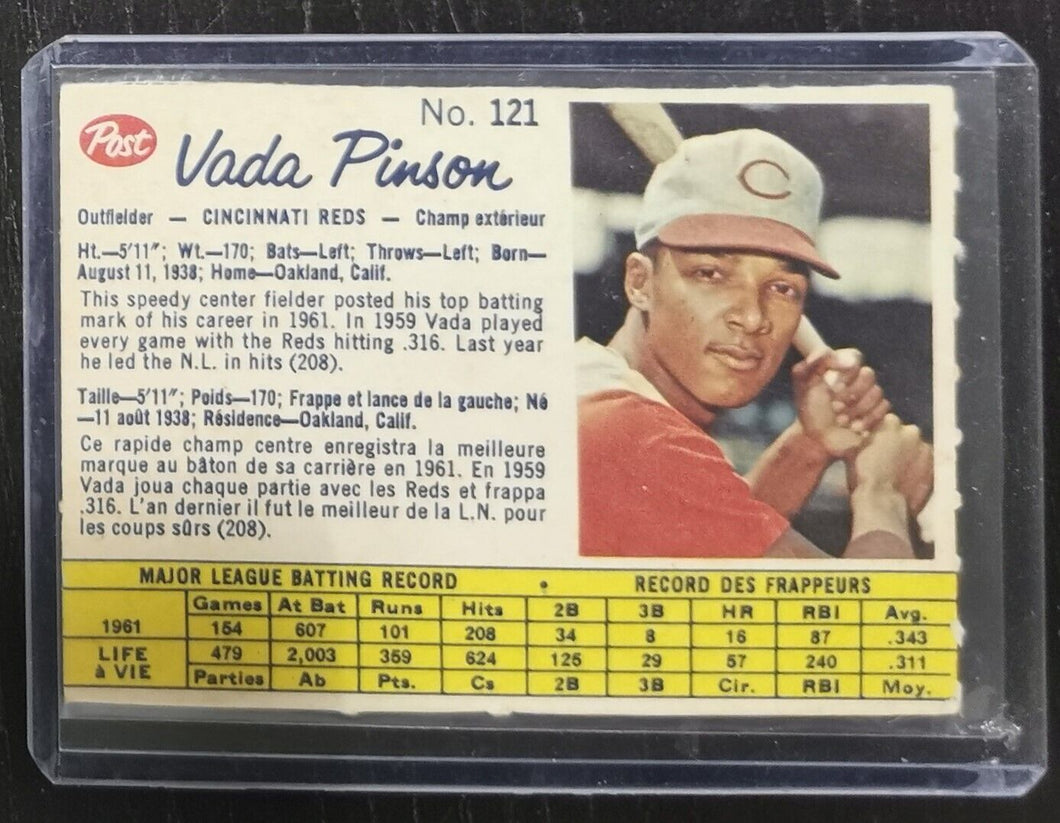 No. 121
Post
Vada Pinson
Outfielder — CINCINNATI REDS — Champ extérieur
Ht.—5'11"; Wt.—170; Bats—Left; Throws—Left; Born—
August 11, 1938; Home—Oakland, Calif.
This speedy center fielder posted his top batting
mark of his career in 1961. In 1959 Vada played
every game with the Reds hitting .316. Last year
he led the N.L. in hits (208).
Taille—5'11"; Poids—170; Frappe et lance de la gauche; Né
—11 août 1938; Résidence—Oakland, Calif.
Ce rapide champ centre enregistra la meilleure
marque au bâton de sa carrière en 1961. En 1959
Vada joua chaque partie avec les Reds et frappa
.316. L'an dernier il fut le meilleur de la L.N. pour
les coups sûrs (208).
C
MAJOR LEAGUE BATTING RECORD • RECORD DES FRAPPEURS
Games At Bat Runs Hits 2B 3B HR RBI Avg.
1961 154 607 101 208 34 8 16 87 .343
LIFE à VIE 479 2,003 359 624 125 29 57 240 .311
Parties Ab Pts. Cs 2B 3B Cir. RBI Moy.